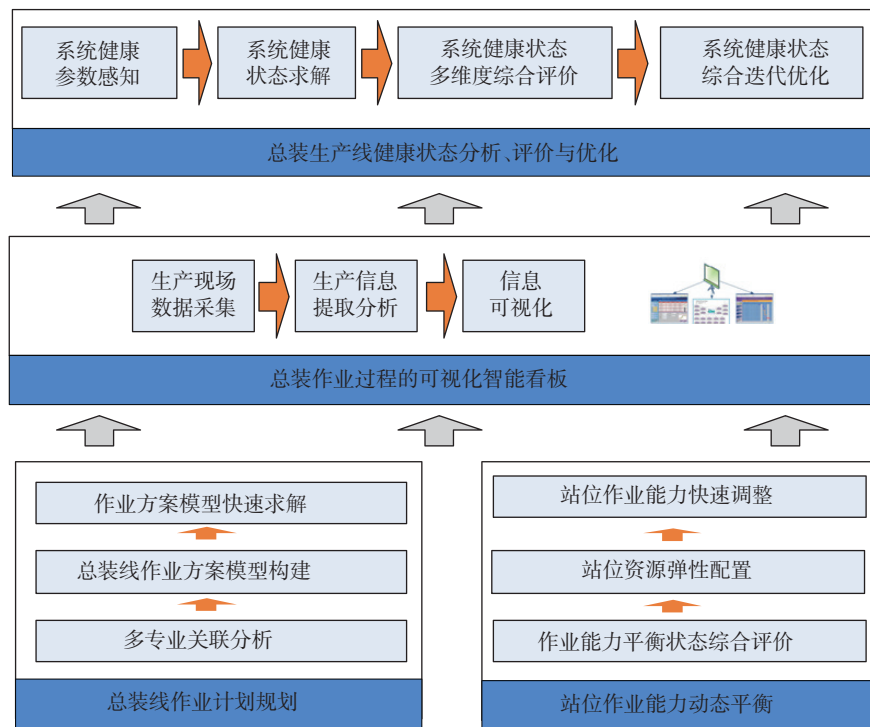 系统健康
参数感知
系统健康
状态求解
系统健康状态
多维度综合评价
系统健康状态
综合迭代优化
总装生产线健康状态分析、评价与优化
生产现场
数据采集
生产信息
提取分析
信息
可视化
总装作业过程的可视化智能看板
作业方案模型快速求解
总装线作业方案模型构建
多专业关联分析
总装线作业计划规划
站位作业能力快速调整
站位资源弹性配置
作业能力平衡状态综合评价
站位作业能力动态平衡